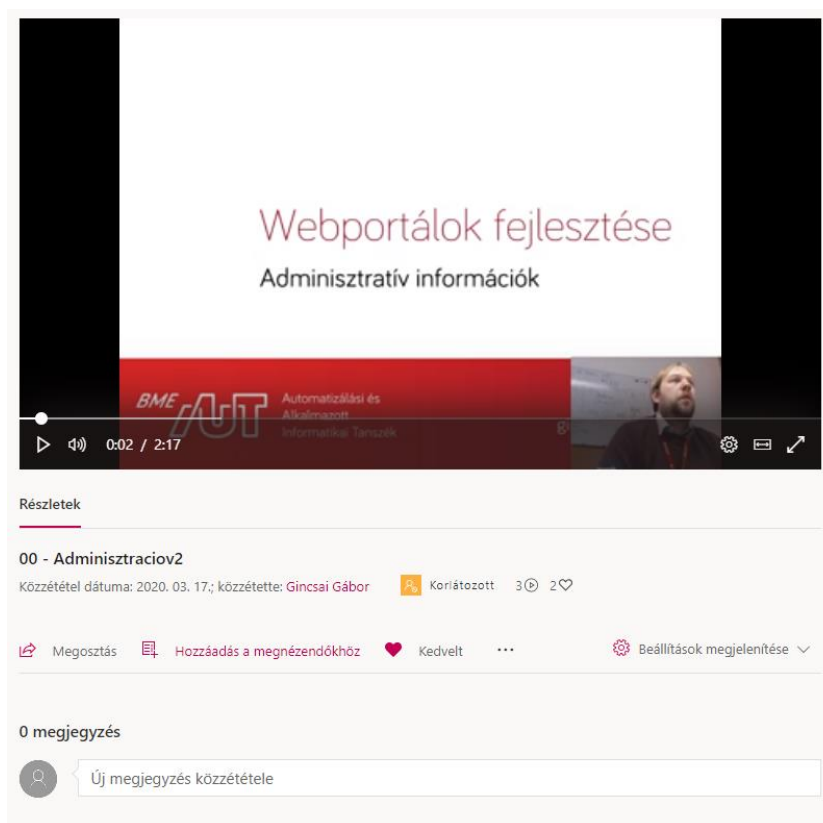 Webportálok fejlesztése
Adminisztratív információk
BME AUT
Automatizálási és
Alkalmazott
Informatikai Tanszék
0:02 / 2:17
Részletek
00 - Adminisztraciov2
Közzététel dátuma: 2020. 03. 17.; közzétette: Gincsai Gábor Korlátozott 3 2
Megosztás Hozzáadás a megnézendőkhöz Kedvelt ... Beállítások megjelenítése
0 megjegyzés
Új megjegyzés közzététele